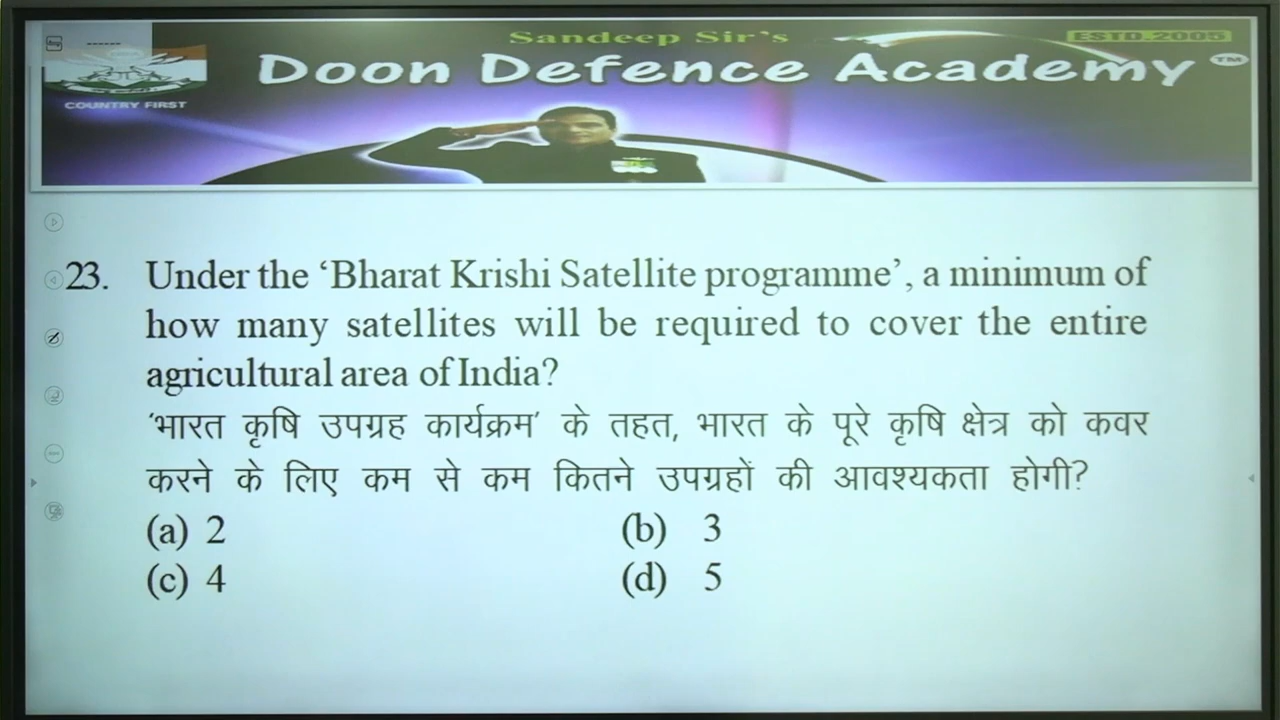 Sandeep Sir's
ESTD.2005
Doon Defence Academy TM
COUNTRY FIRST
23. Under the ‘Bharat Krishi Satellite programme’, a minimum of
how many satellites will be required to cover the entire
agricultural area of India?
‘भारत कृषि उपग्रह कार्यक्रम’ के तहत, भारत के पूरे कृषि क्षेत्र को कवर
करने के लिए कम से कम कितने उपग्रहों की आवश्यकता होगी?
(a) 2 (b) 3
(c) 4 (d) 5